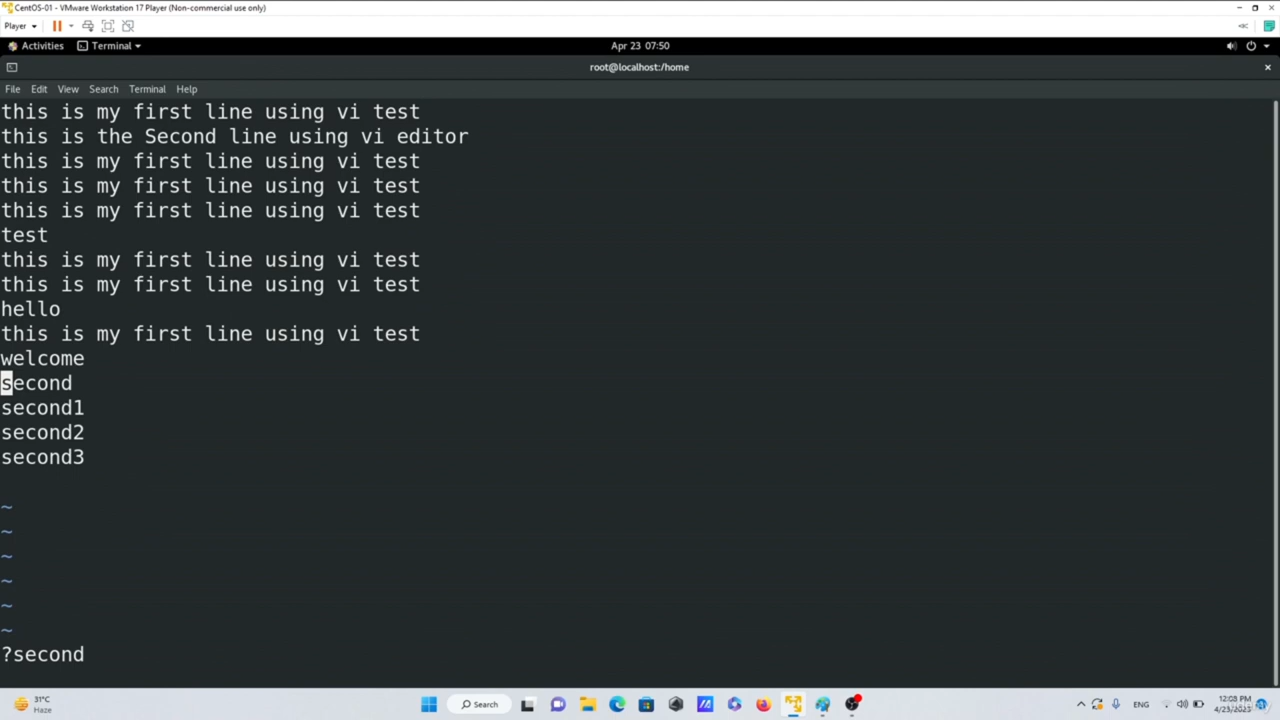 CentOS-01 - VMware Workstation 17 Player (Non-commercial use only)
Player
Activities Terminal Apr 23 07:50
root@localhost:/home
File Edit View Search Terminal Help
this is my first line using vi test
this is the Second line using vi editor
this is my first line using vi test
this is my first line using vi test
this is my first line using vi test
test
this is my first line using vi test
this is my first line using vi test
hello
this is my first line using vi test
welcome
second
second1
second2
second3
~
~
~
~
~
~
?second
31°C
Haze
Search
ENG
12:08 PM
4/23/2023